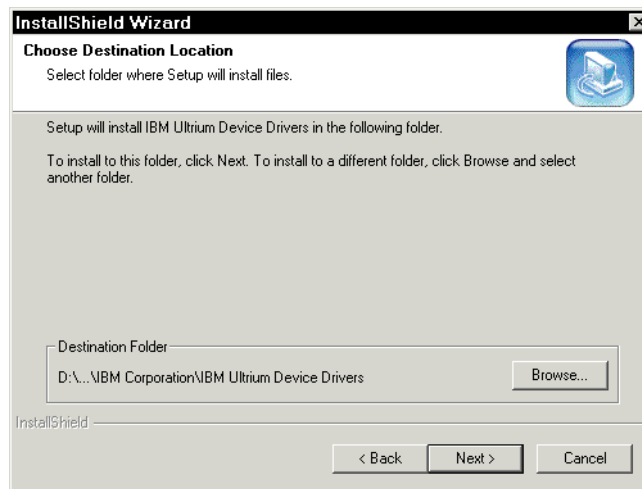 InstallShield Wizard
Choose Destination Location
Select folder where Setup will install files.
Setup will install IBM Ultrium Device Drivers in the following folder.
To install to this folder, click Next. To install to a different folder, click Browse and select
another folder.
Destination Folder
D:\...\IBM Corporation\IBM Ultrium Device Drivers
Browse...
InstallShield
< Back
Next >
Cancel